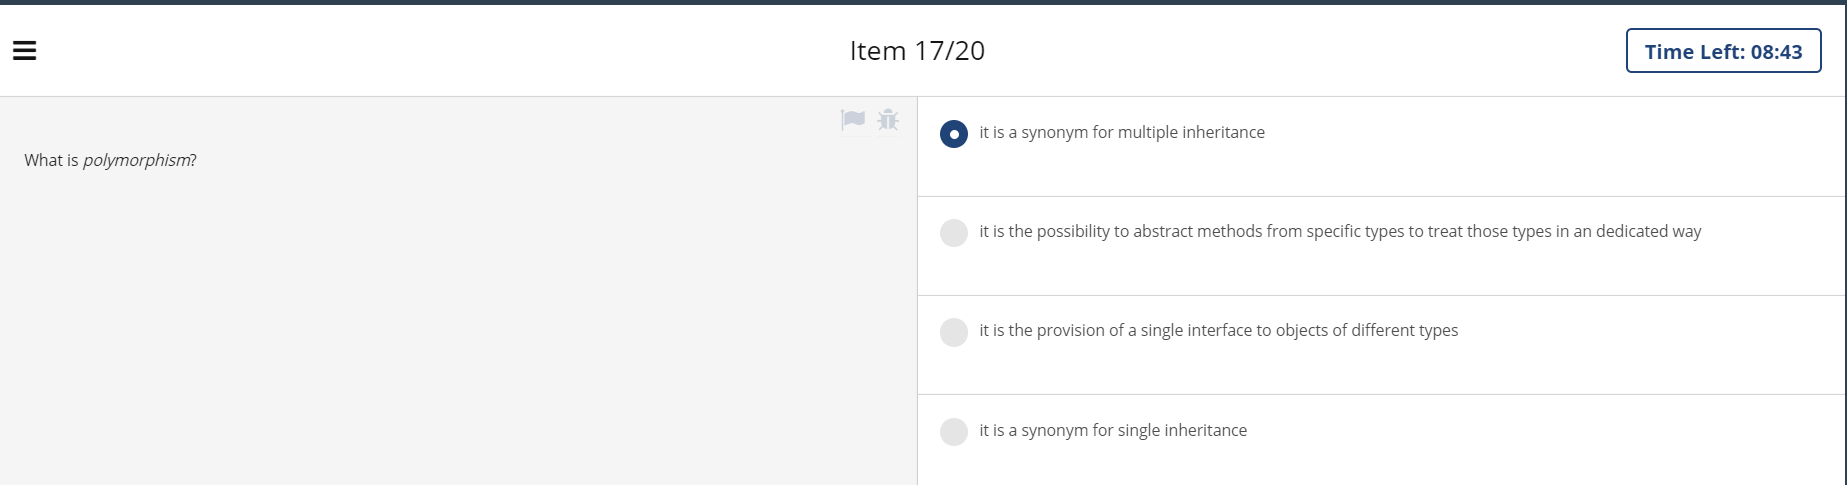 Item 17/20
Time Left: 08:43
What is polymorphism?
it is a synonym for multiple inheritance
it is the possibility to abstract methods from specific types to treat those types in an dedicated way
it is the provision of a single interface to objects of different types
it is a synonym for single inheritance